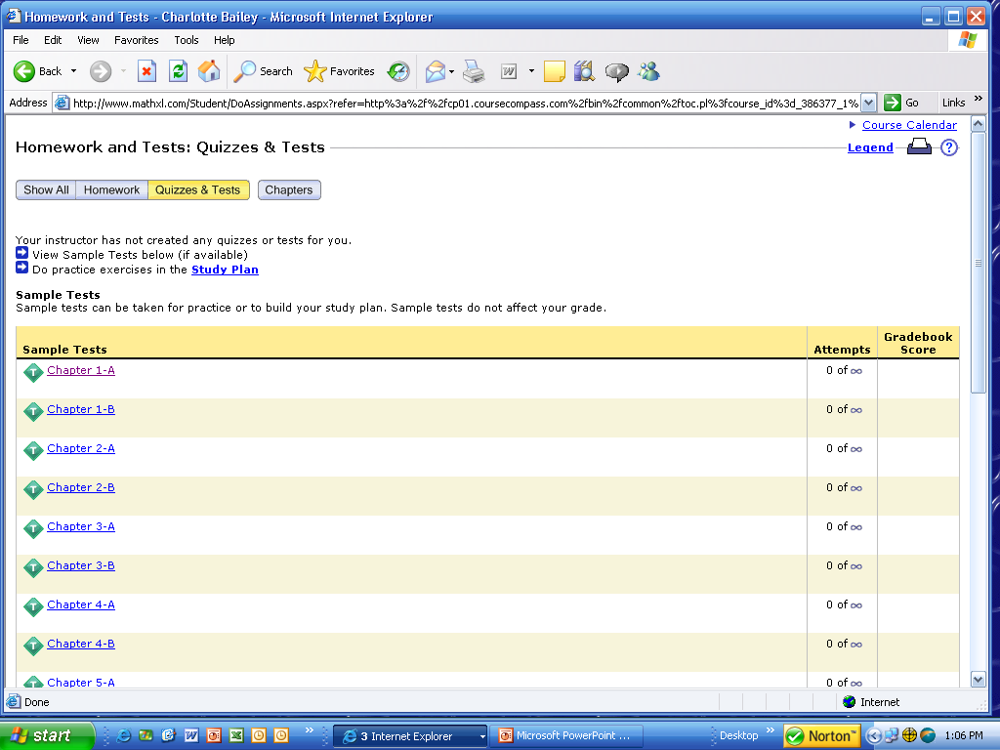 Homework and Tests - Charlotte Bailey - Microsoft Internet Explorer
File Edit View Favorites Tools Help
Back Search Favorites
Address http://www.mathxl.com/Student/DoAssignments.aspx?refer=http%3a%2f%2fcp01.coursecompass.com%2fbin%2fcommon%2ftoc.pl%3fcourse_id%3d_386377_1% Go Links »
Course Calendar
Homework and Tests: Quizzes & Tests
Legend ?
Show All Homework Quizzes & Tests Chapters
Your instructor has not created any quizzes or tests for you.
View Sample Tests below (if available)
Do practice exercises in the Study Plan
Sample Tests
Sample tests can be taken for practice or to build your study plan. Sample tests do not affect your grade.
Sample Tests Attempts Gradebook Score
T Chapter 1-A 0 of ∞
T Chapter 1-B 0 of ∞
T Chapter 2-A 0 of ∞
T Chapter 2-B 0 of ∞
T Chapter 3-A 0 of ∞
T Chapter 3-B 0 of ∞
T Chapter 4-A 0 of ∞
T Chapter 4-B 0 of ∞
T Chapter 5-A 0 of ∞
Done Internet
start » 3 Internet Explorer Microsoft PowerPoint ... Desktop » Norton™ 1:06 PM